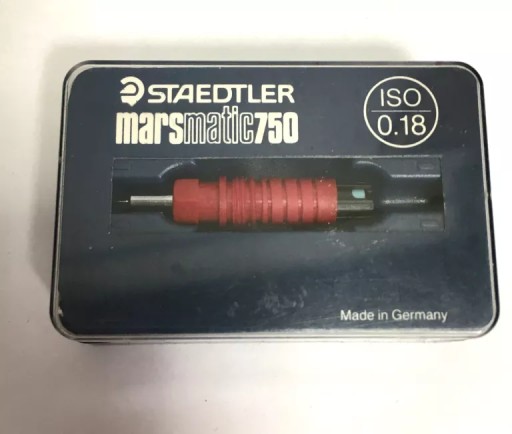 STAEDTLER
marsmatic750
ISO
0.18
Made in Germany